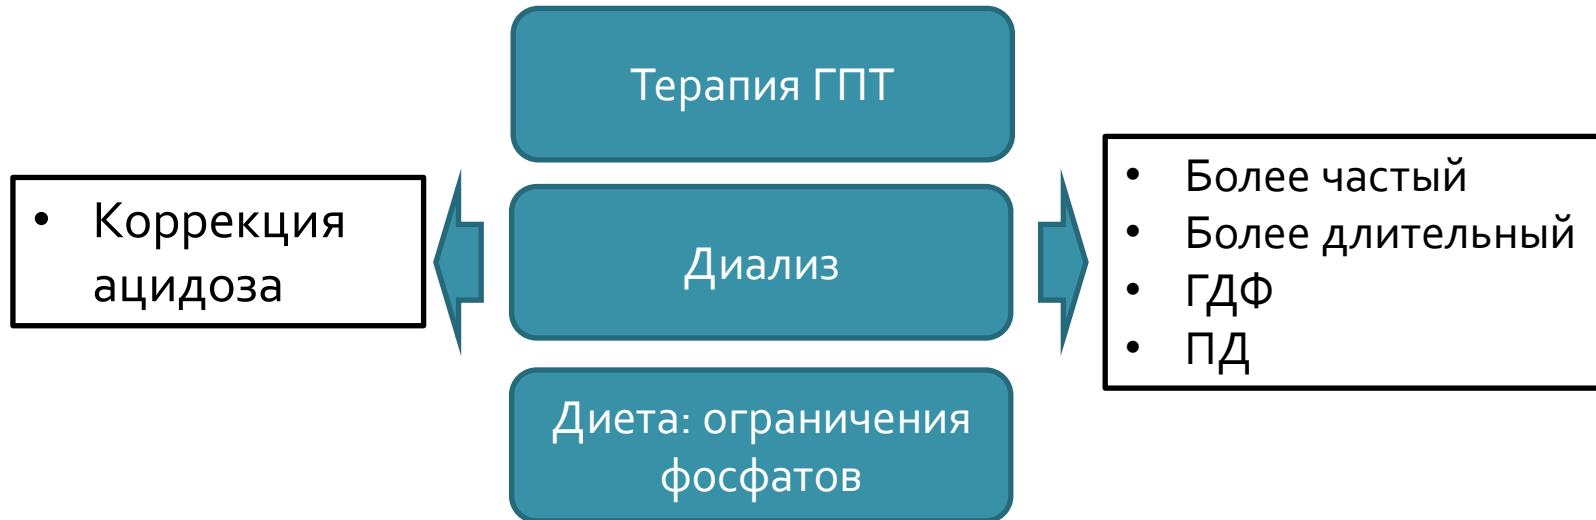 Терапия ГПТ
• Коррекция
ацидоза
Диализ
• Более частый
• Более длительный
• ГДФ
• ПД
Диета: ограничения
фосфатов